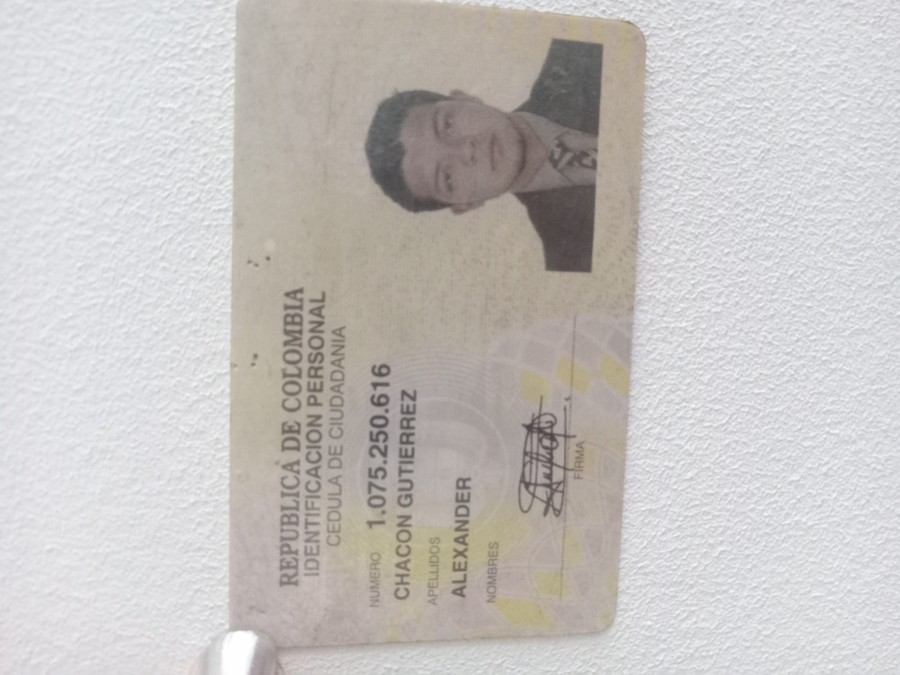 REPUBLICA DE COLOMBIA
IDENTIFICACION PERSONAL
CEDULA DE CIUDADANIA
NUMERO 1.075.250.616
CHACON GUTIERREZ
APELLIDOS
ALEXANDER
NOMBRES
FIRMA